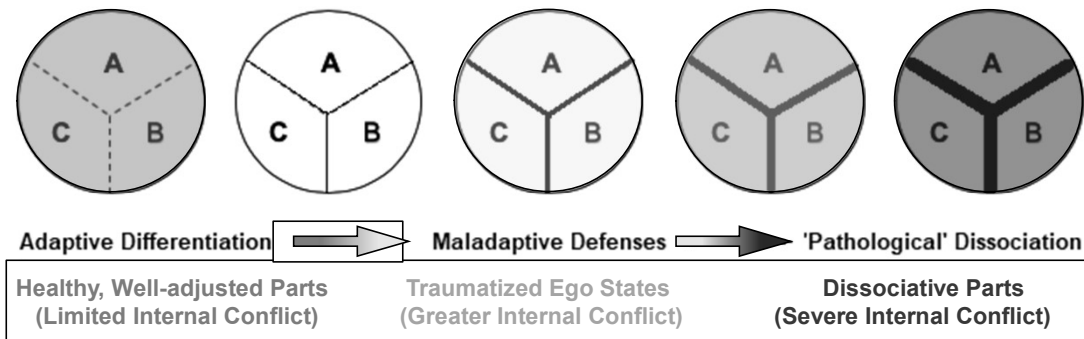 A
C B
A
C B
A
C B
A
C B
A
C B
Adaptive Differentiation
Maladaptive Defenses
'Pathological' Dissociation
Healthy, Well-adjusted Parts
(Limited Internal Conflict)
Traumatized Ego States
(Greater Internal Conflict)
Dissociative Parts
(Severe Internal Conflict)